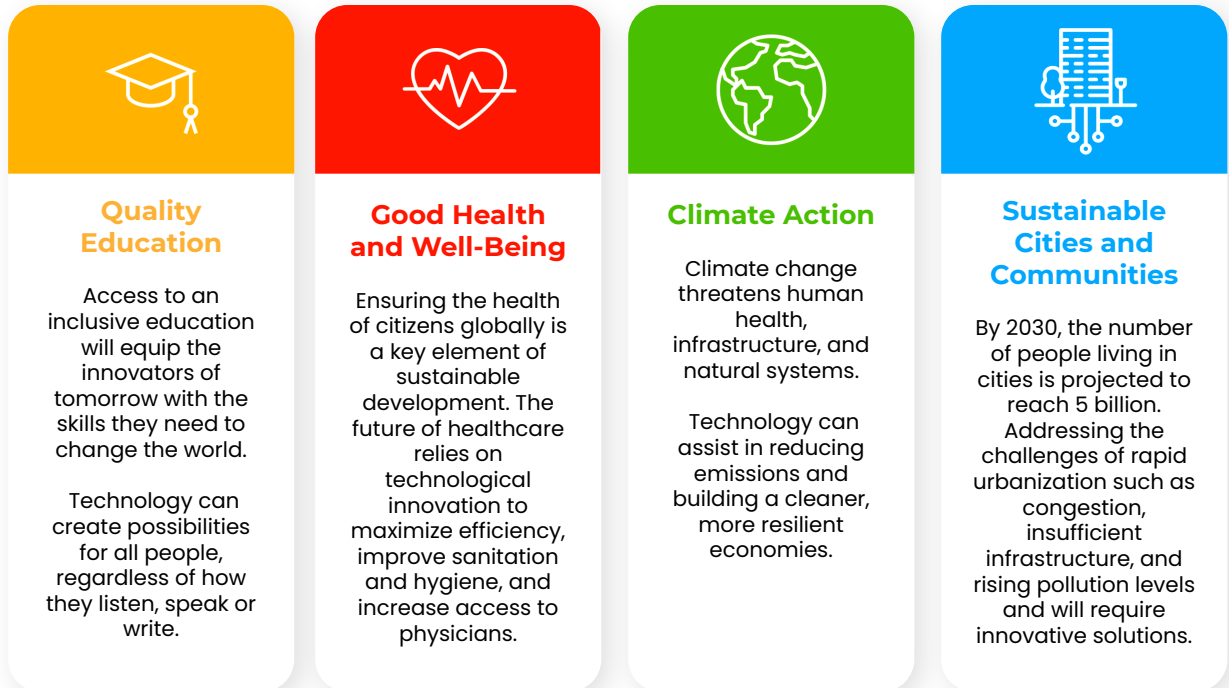 Quality
Education
Access to an
inclusive education
will equip the
innovators of
tomorrow with the
skills they need to
change the world.
Technology can
create possibilities
for all people,
regardless of how
they listen, speak or
write.
Good Health
and Well-Being
Ensuring the health
of citizens globally is
a key element of
sustainable
development. The
future of healthcare
relies on
technological
innovation to
maximize efficiency,
improve sanitation
and hygiene, and
increase access to
physicians.
Climate Action
Climate change
threatens human
health,
infrastructure, and
natural systems.
Technology can
assist in reducing
emissions and
building a cleaner,
more resilient
economies.
Sustainable
Cities and
Communities
By 2030, the number
of people living in
cities is projected to
reach 5 billion.
Addressing the
challenges of rapid
urbanization such as
congestion,
insufficient
infrastructure, and
rising pollution levels
and will require
innovative solutions.